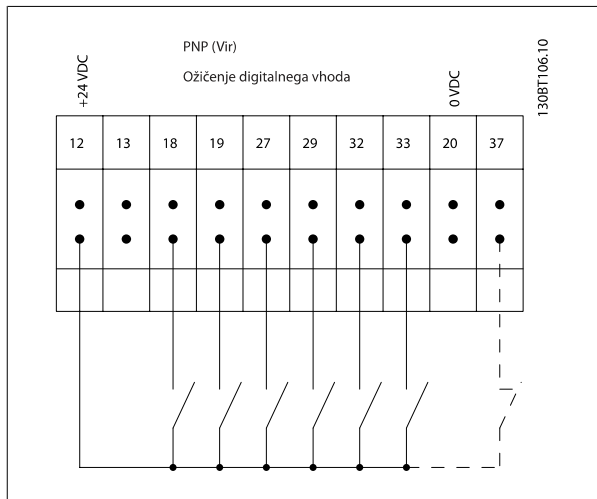 PNP (Vir)
Ožičenje digitalnega vhoda
+24 VDC
0 VDC
130BT106.10
12 13 18 19 27 29 32 33 20 37